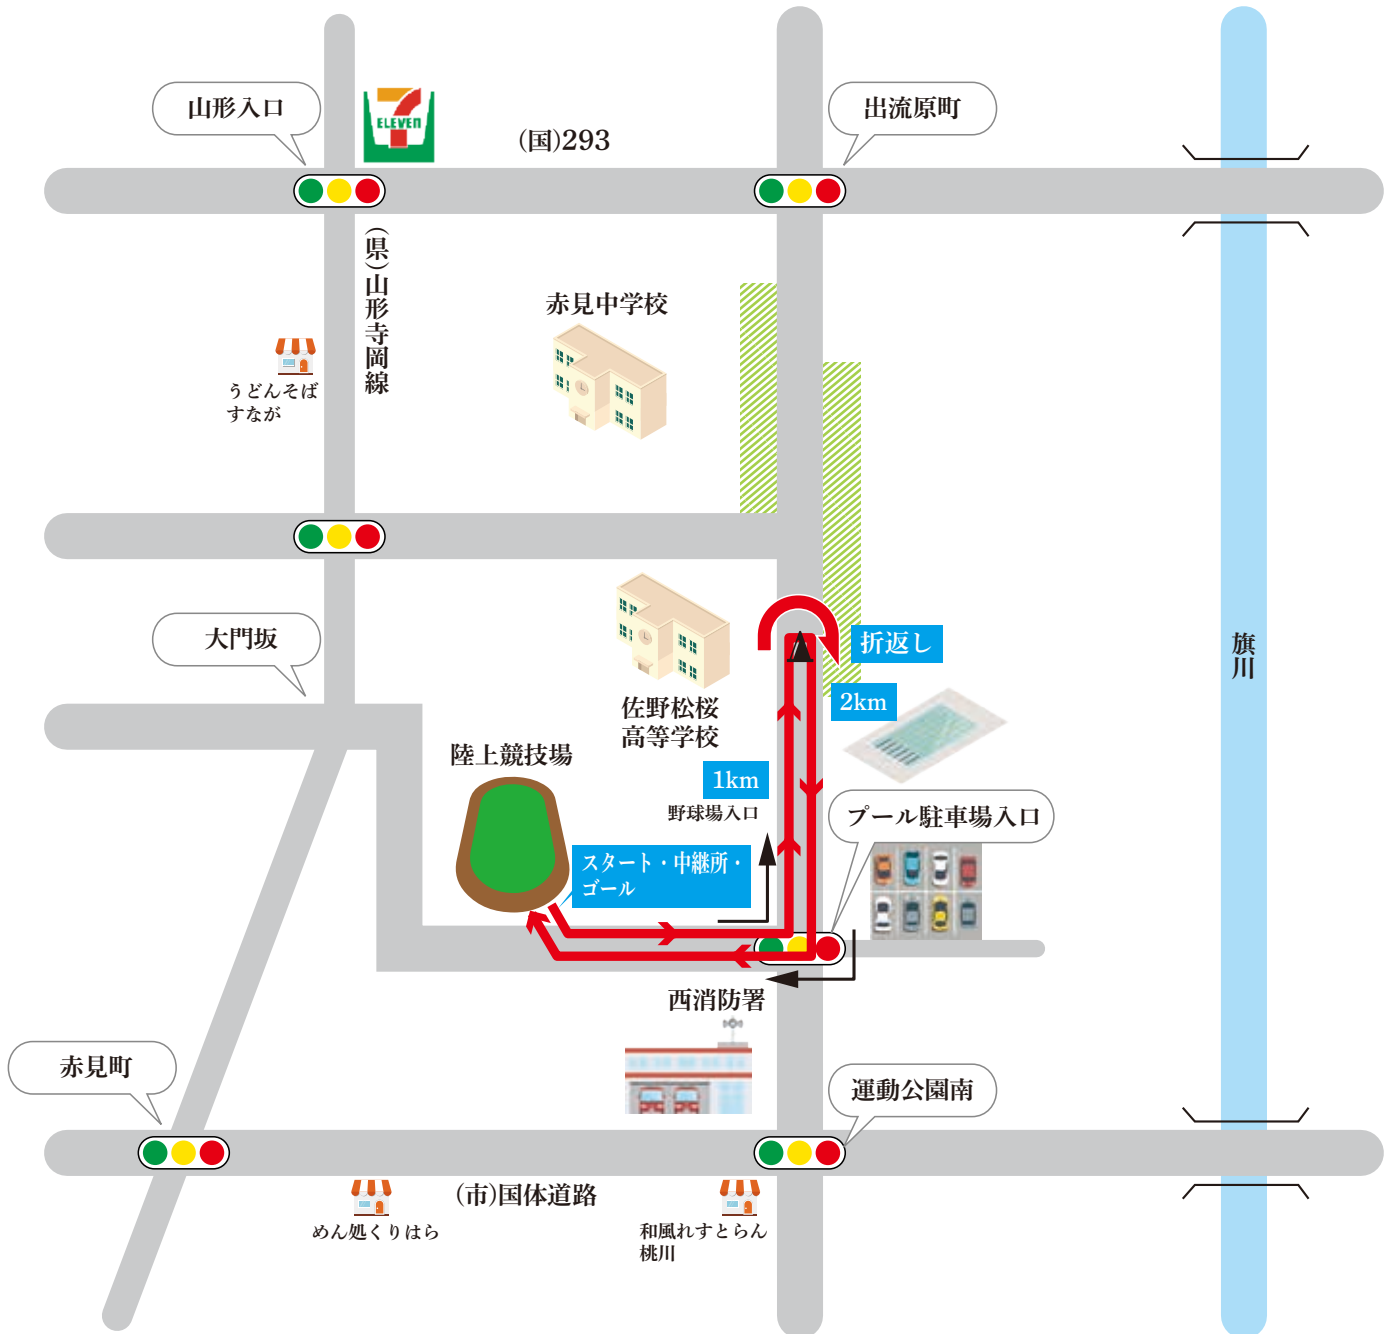 山形入口
ELEVEN
(国)293
出流原町
(県)山形寺岡線
赤見中学校
うどんそば
すなが
大門坂
佐野松桜
高等学校
折返し
2km
旗川
陸上競技場
1km
野球場入口
プール駐車場入口
スタート・中継所・
ゴール
西消防署
赤見町
運動公園南
(市)国体道路
めん処くりはら
和風れすとらん
桃川